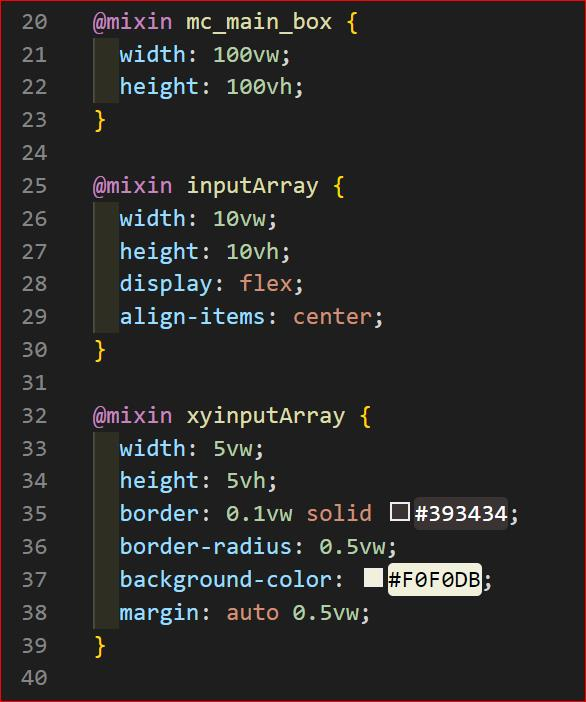 20 @mixin mc_main_box {
21 width: 100vw;
22 height: 100vh;
23 }
24
25 @mixin inputArray {
26 width: 10vw;
27 height: 10vh;
28 display: flex;
29 align-items: center;
30 }
31
32 @mixin xyinputArray {
33 width: 5vw;
34 height: 5vh;
35 border: 0.1vw solid #393434;
36 border-radius: 0.5vw;
37 background-color: #F0F0DB;
38 margin: auto 0.5vw;
39 }
40